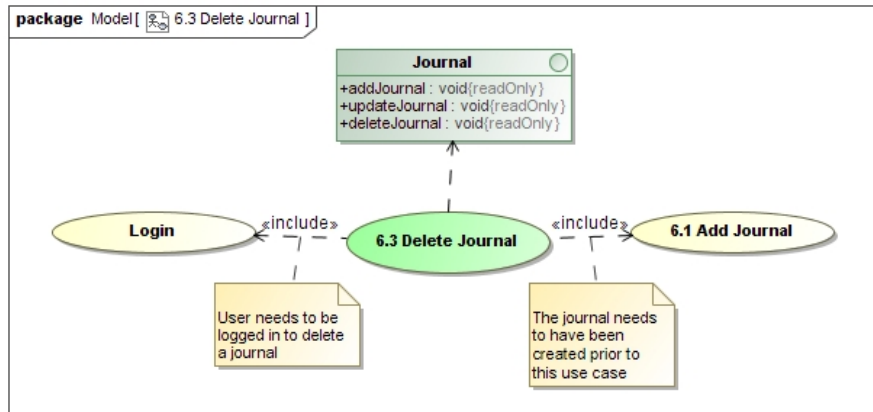 package Model [ 6.3 Delete Journal ]
Journal
+addJournal : void{readOnly}
+updateJournal : void{readOnly}
+deleteJournal : void{readOnly}
Login
«include»
6.3 Delete Journal
«include»
6.1 Add Journal
User needs to be
logged in to delete
a journal
The journal needs
to have been
created prior to
this use case